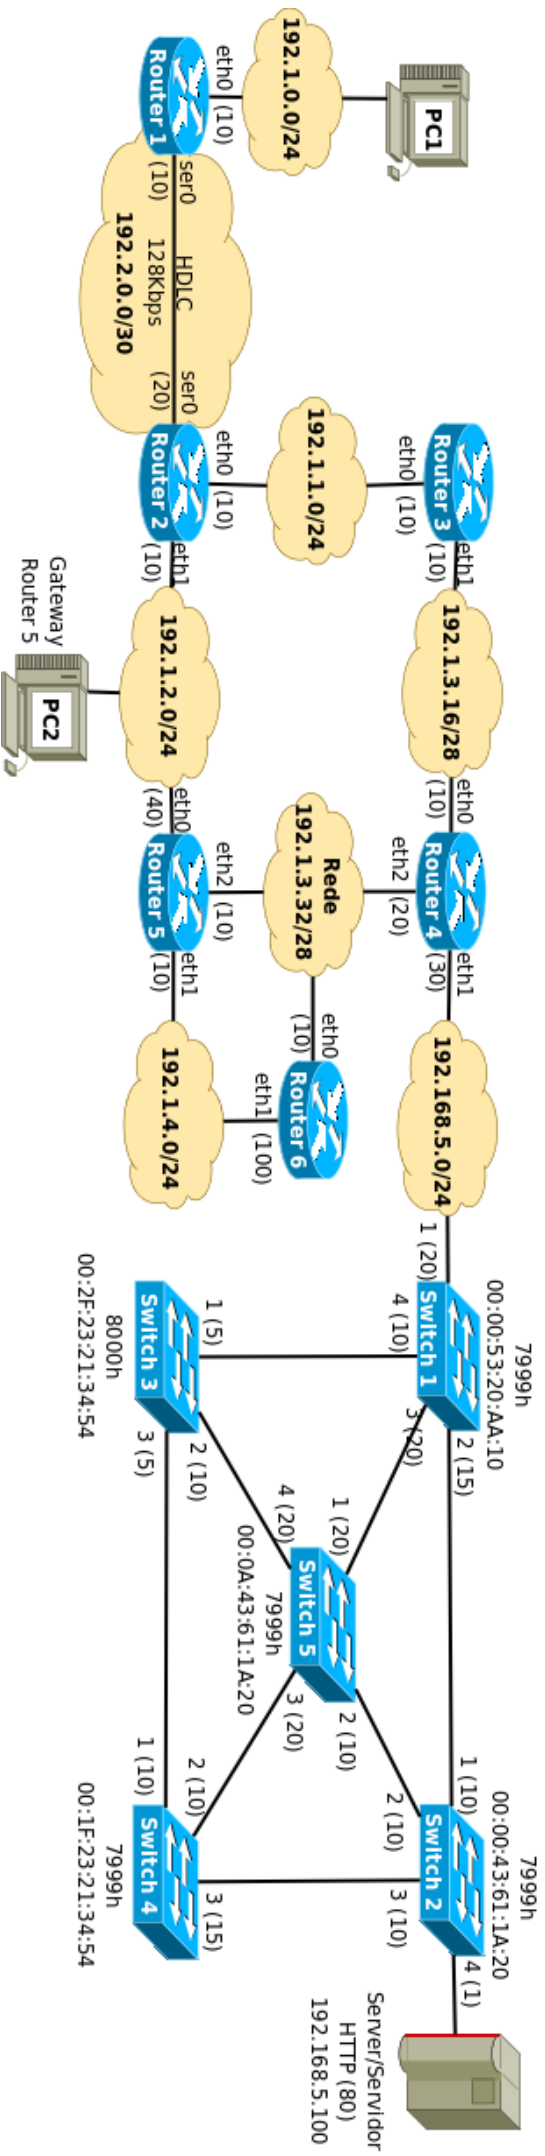 PC1
192.1.0.0/24
eth0 (10)
Router 1
ser0
(10)
HDLC
128Kbps
192.2.0.0/30
ser0
(20)
Router 2
eth0 (10)
eth1
(10)
192.1.1.0/24
eth0 (10)
Router 3
eth1
(10)
192.1.3.16/28
eth0
(10)
Router 4
eth2
(20)
eth1
(30)
192.1.2.0/24
Gateway
Router 5
PC2
eth0
(40)
Router 5
eth2
(10)
eth1
(10)
Rede
192.1.3.32/28
eth0
(10)
Router 6
eth1 (100)
192.1.4.0/24
192.168.5.0/24
7999h
00:00:53:20:AA:10
1 (20)
Switch 1
4 (10)
3 (20)
2 (15)
1 (5)
Switch 3
2 (10)
3 (5)
8000h
00:2F:23:21:34:54
1 (20)
4 (20)
Switch 5
7999h
00:0A:43:61:1A:20
2 (10)
3 (20)
7999h
00:00:43:61:1A:20
1 (10)
2 (10)
Switch 2
3 (10)
4 (1)
1 (10)
2 (10)
Switch 4
3 (15)
7999h
00:1F:23:21:34:54
Server/Servidor
HTTP (80)
192.168.5.100